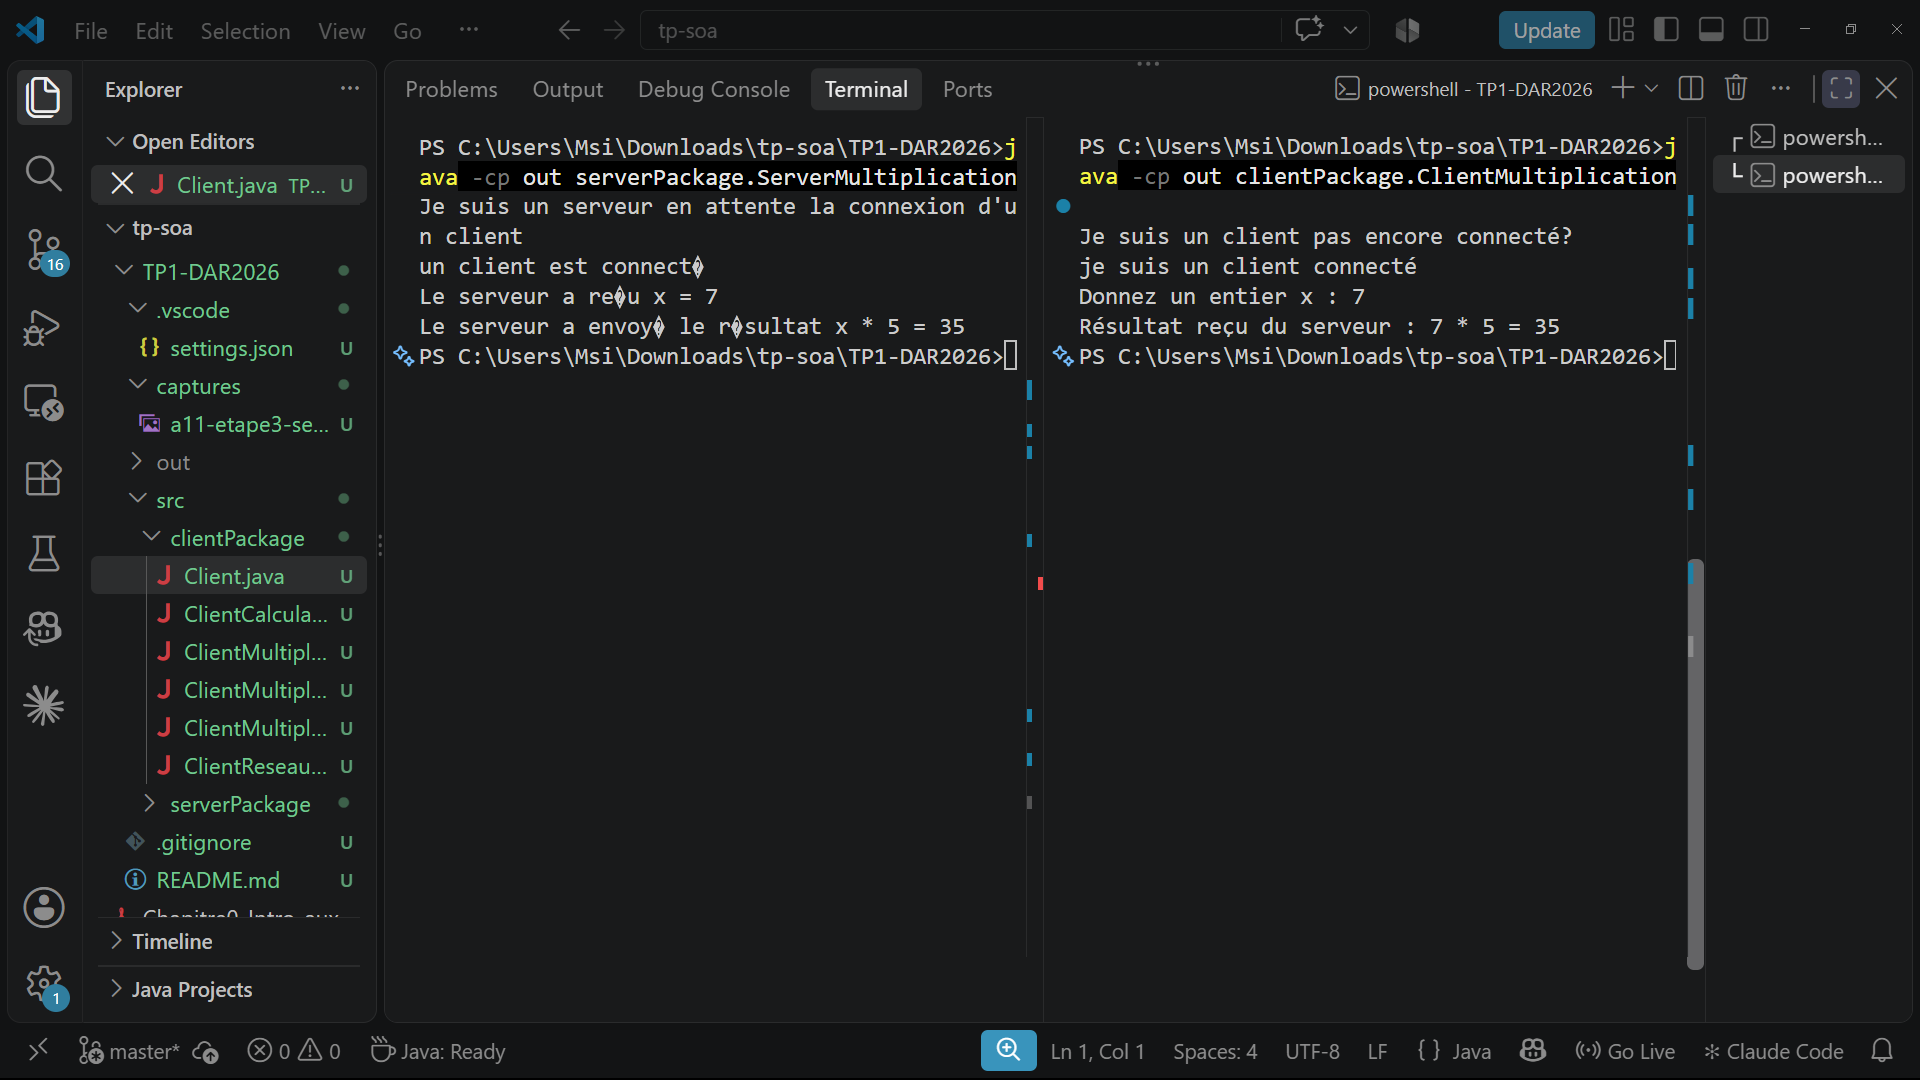 File Edit Selection View Go ···
tp-soa
Update
Explorer
Open Editors
Client.java TP... U
tp-soa
TP1-DAR2026
.vscode
{} settings.json U
captures
a11-etape3-se... U
out
src
clientPackage
Client.java U
ClientCalcula... U
ClientMultipl... U
ClientMultipl... U
ClientMultipl... U
ClientReseau... U
serverPackage
.gitignore U
README.md U
Timeline
Java Projects
16
1
Problems Output Debug Console Terminal Ports
powershell - TP1-DAR2026
PS C:\Users\Msi\Downloads\tp-soa\TP1-DAR2026>j
ava -cp out serverPackage.ServerMultiplication
Je suis un serveur en attente la connexion d'u
n client
un client est connect�
Le serveur a re�u x = 7
Le serveur a envoy� le r�sultat x * 5 = 35
PS C:\Users\Msi\Downloads\tp-soa\TP1-DAR2026>
PS C:\Users\Msi\Downloads\tp-soa\TP1-DAR2026>j
ava -cp out clientPackage.ClientMultiplication
Je suis un client pas encore connecté?
je suis un client connecté
Donnez un entier x : 7
Résultat reçu du serveur : 7 * 5 = 35
PS C:\Users\Msi\Downloads\tp-soa\TP1-DAR2026>
powersh...
powersh...
master* 0 0 Java: Ready
Ln 1, Col 1 Spaces: 4 UTF-8 LF {} Java Go Live Claude Code